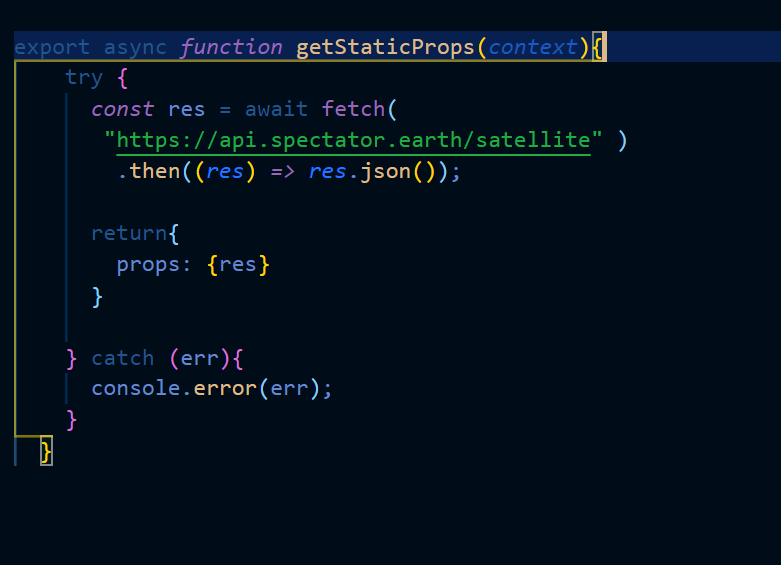 export async function getStaticProps(context){
try {
const res = await fetch(
"https://api.spectator.earth/satellite" )
.then((res) => res.json());
return{
props: {res}
}
} catch (err){
console.error(err);
}
}